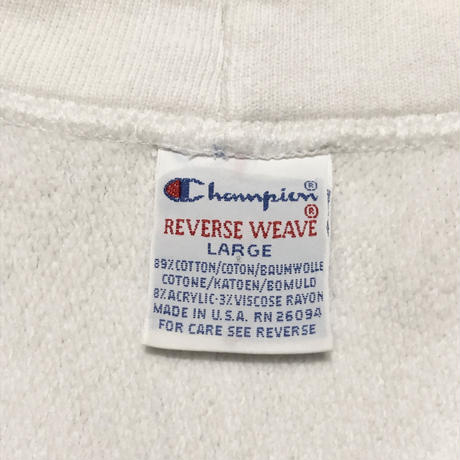 Champion®
REVERSE WEAVE®
LARGE
89% COTTON/COTON/BAUMWOLLE
COTONE/KATOEN/BOMULD
8% ACRYLIC·3% VISCOSE RAYON
MADE IN U.S.A. RN 26094
FOR CARE SEE REVERSE